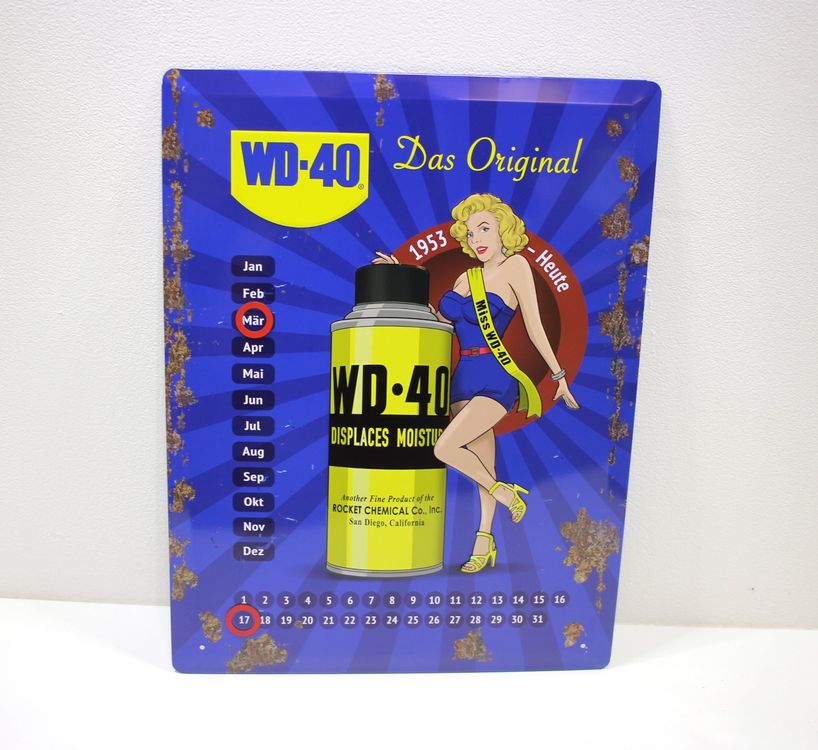 WD-40®
Das Original
1953 – Heute
Miss WD-40
Jan
Feb
Mär
Apr
Mai
Jun
Jul
Aug
Sep
Okt
Nov
Dez
WD·40
DISPLACES MOISTUR
Another Fine Product of the
ROCKET CHEMICAL Co., Inc.
San Diego, California
1 2 3 4 5 6 7 8 9 10 11 12 13 14 15 16
17 18 19 20 21 22 23 24 25 26 27 28 29 30 31